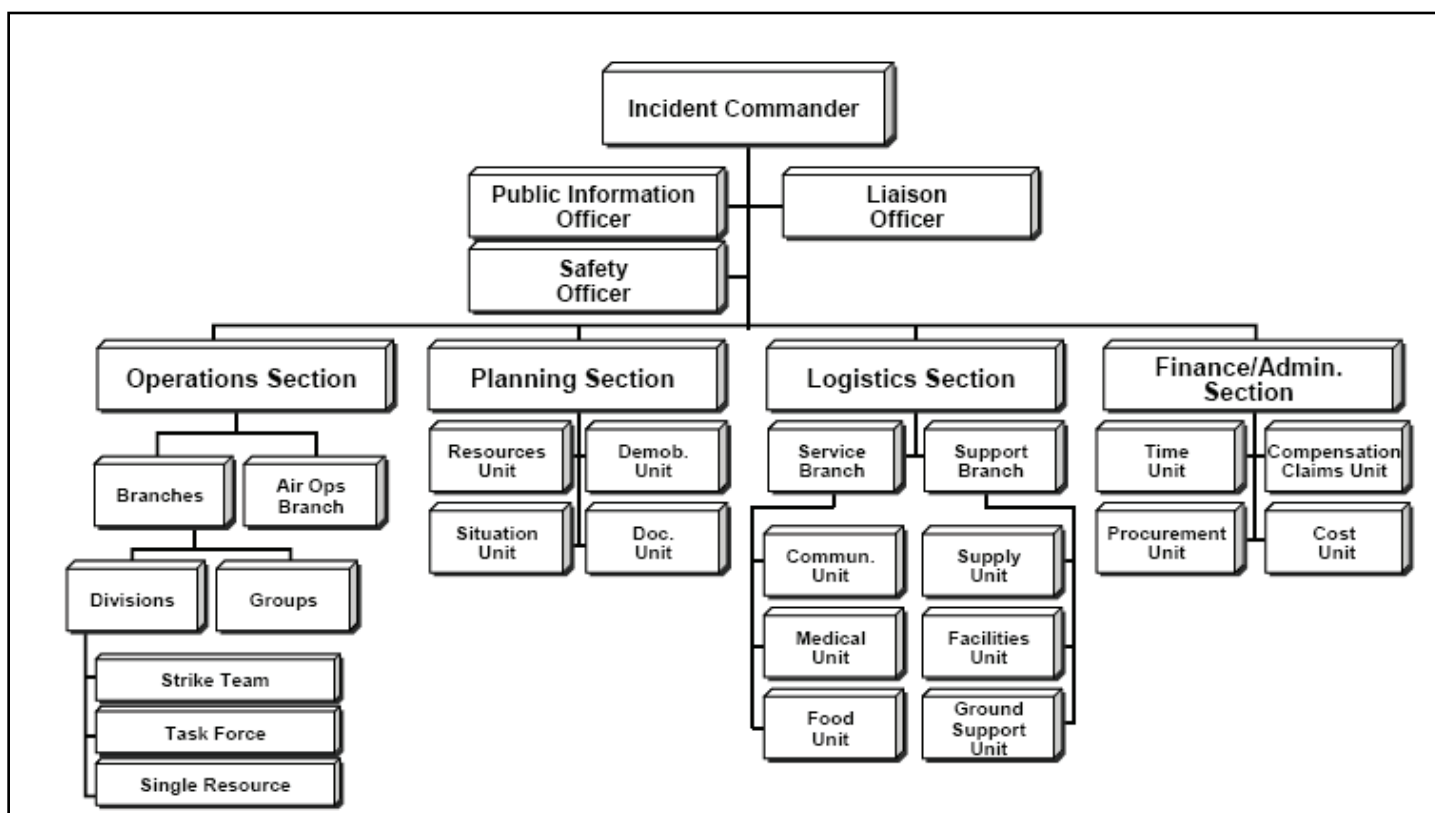 Incident Commander
Public Information
Officer
Liaison
Officer
Safety
Officer
Operations Section
Planning Section
Logistics Section
Finance/Admin.
Section
Branches
Air Ops
Branch
Divisions
Groups
Strike Team
Task Force
Single Resource
Resources
Unit
Demob.
Unit
Situation
Unit
Doc.
Unit
Service
Branch
Support
Branch
Commun.
Unit
Supply
Unit
Medical
Unit
Facilities
Unit
Food
Unit
Ground
Support
Unit
Time
Unit
Compensation
Claims Unit
Procurement
Unit
Cost
Unit